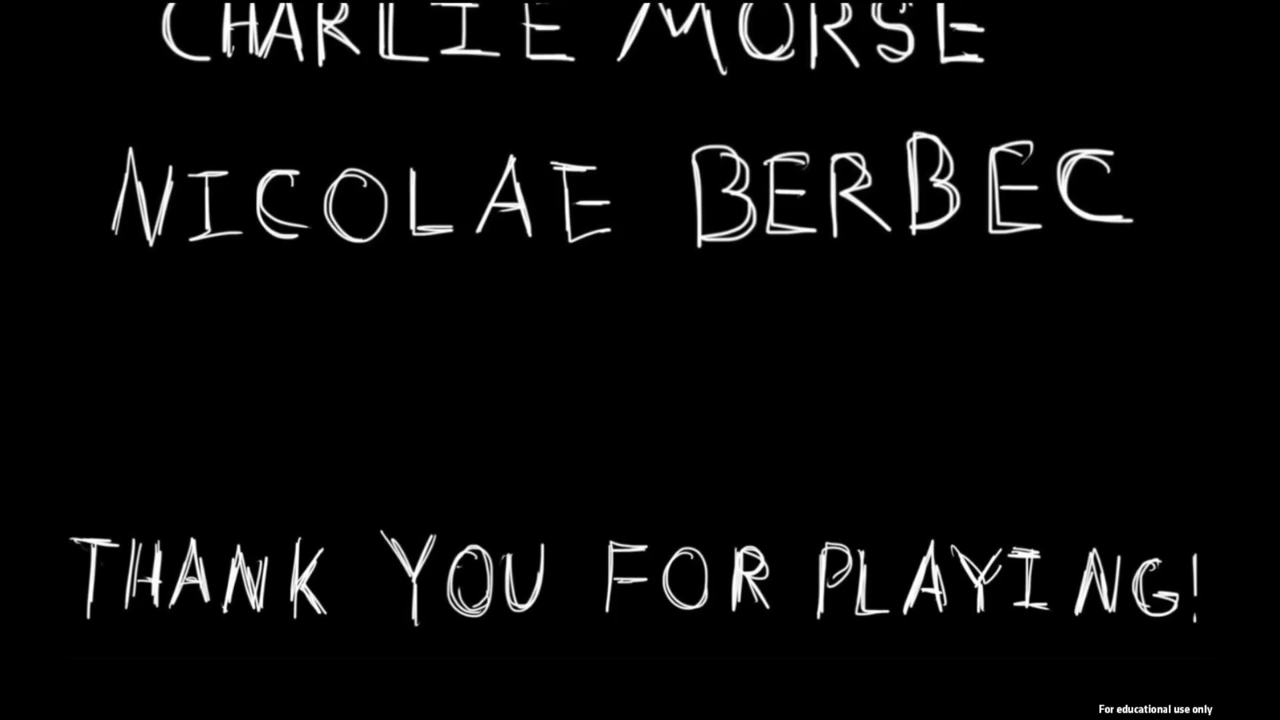 CHARLIE MORSE
NICOLAE BERBEC
THANK YOU FOR PLAYING!
For educational use only